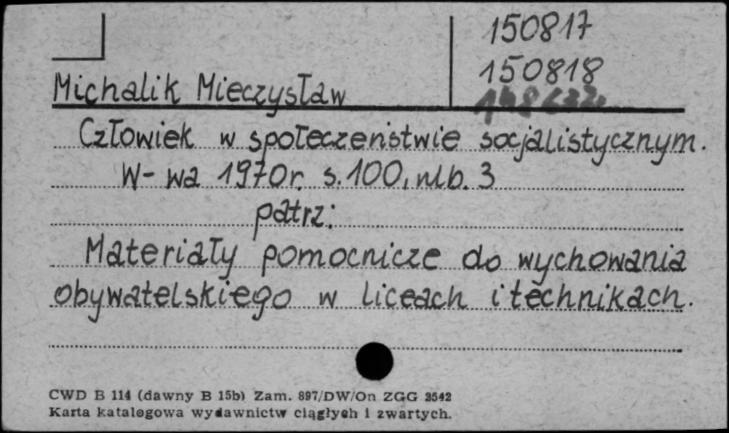 150817
150818
Michalik Mieczysław
Człowiek w społeczeństwie socjalistycznym.
W-wa 1970r. s.100, nlb. 3
patrz:
Materiały pomocnicze do wychowania
obywatelskiego w liceach i technikach.
CWD B 114 (dawny B 15b) Zam. 897/DW/On ZGG 2542
Karta katalogowa wydawnictw ciągłych i zwartych.